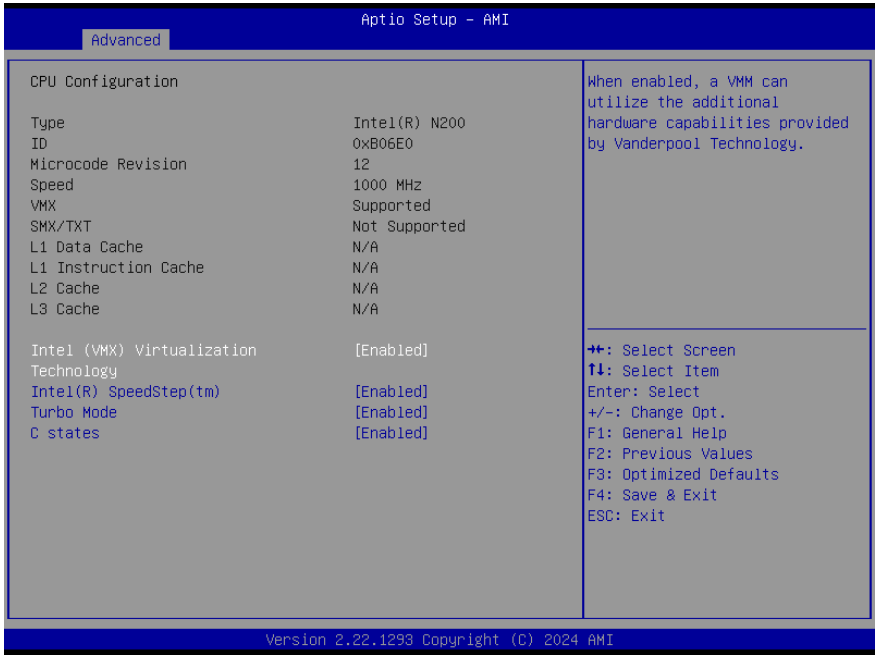 Aptio Setup – AMI
Advanced
CPU Configuration
Type Intel(R) N200
ID 0xB06E0
Microcode Revision 12
Speed 1000 MHz
VMX Supported
SMX/TXT Not Supported
L1 Data Cache N/A
L1 Instruction Cache N/A
L2 Cache N/A
L3 Cache N/A
Intel (VMX) Virtualization [Enabled]
Technology
Intel(R) SpeedStep(tm) [Enabled]
Turbo Mode [Enabled]
C states [Enabled]
When enabled, a VMM can
utilize the additional
hardware capabilities provided
by Vanderpool Technology.
→←: Select Screen
↑↓: Select Item
Enter: Select
+/-: Change Opt.
F1: General Help
F2: Previous Values
F3: Optimized Defaults
F4: Save & Exit
ESC: Exit
Version 2.22.1293 Copyright (C) 2024 AMI